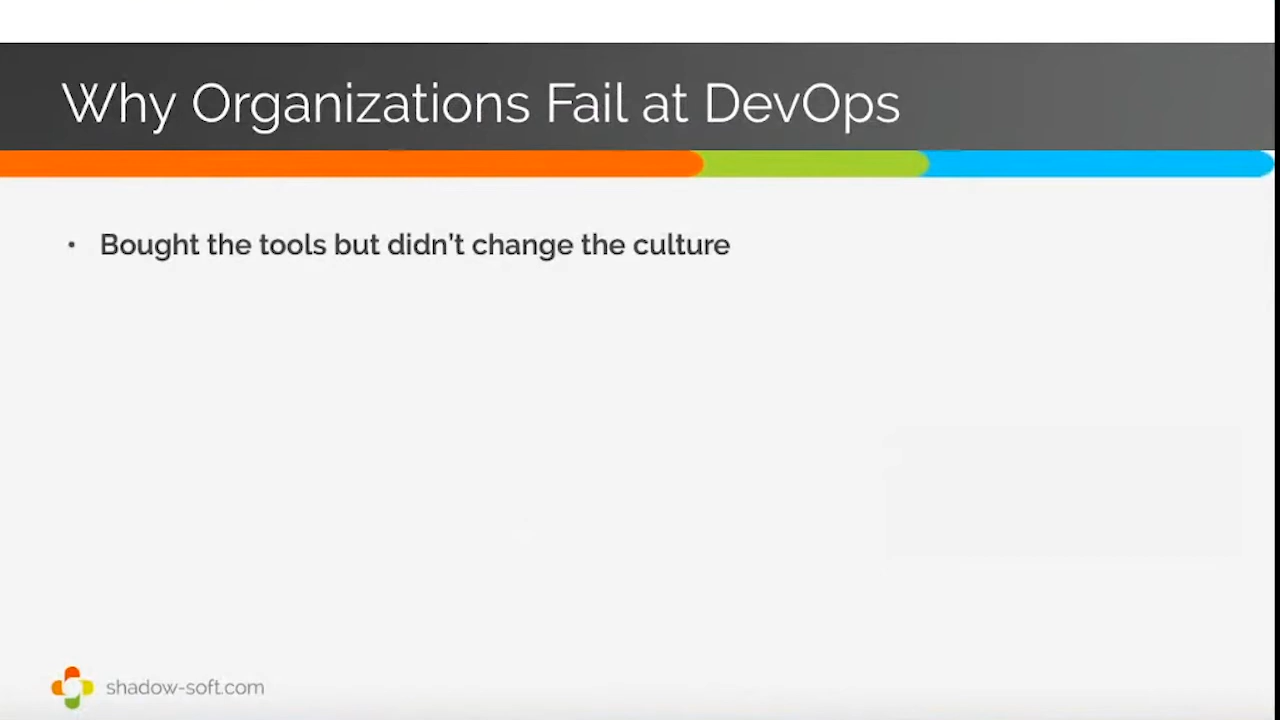 Why Organizations Fail at DevOps
• Bought the tools but didn't change the culture
shadow-soft.com